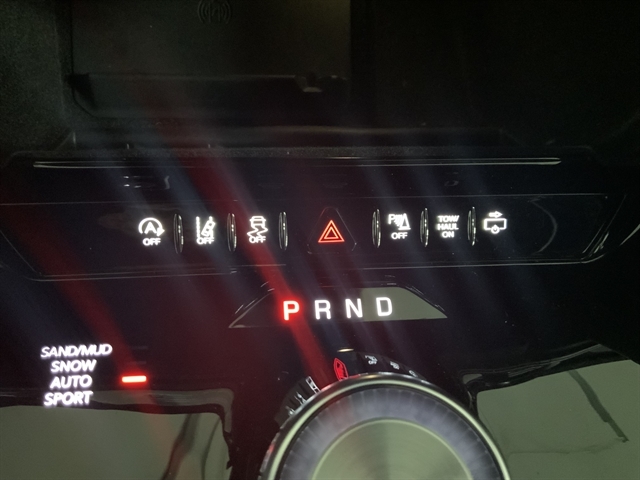 A
OFF
OFF
OFF
P
OFF
TOW
HAUL
ON
P R N D
SAND/MUD
SNOW
AUTO
SPORT